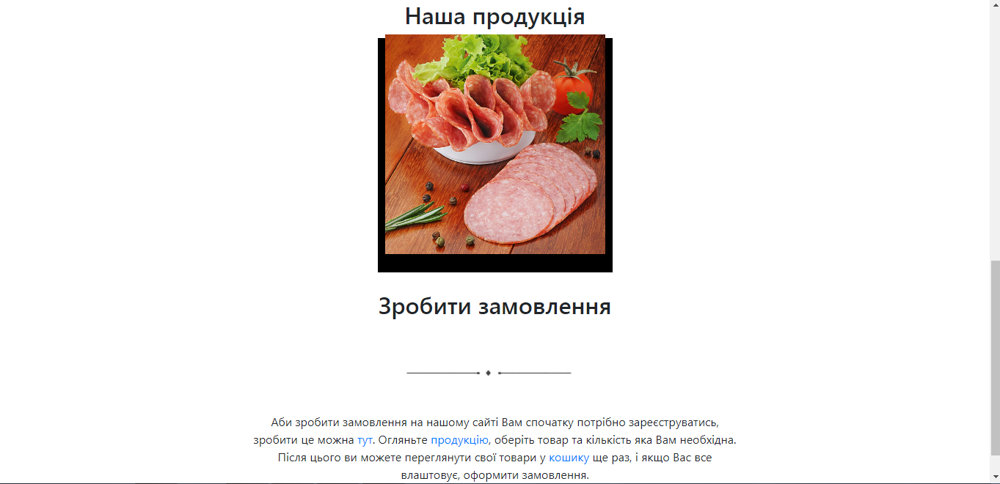 Наша продукція
Зробити замовлення
Аби зробити замовлення на нашому сайті Вам спочатку потрібно зареєструватись,
зробити це можна тут. Огляньте продукцію, оберіть товар та кількість яка Вам необхідна.
Після цього ви можете переглянути свої товари у кошику ще раз, і якщо Вас все
влаштовує, оформити замовлення.